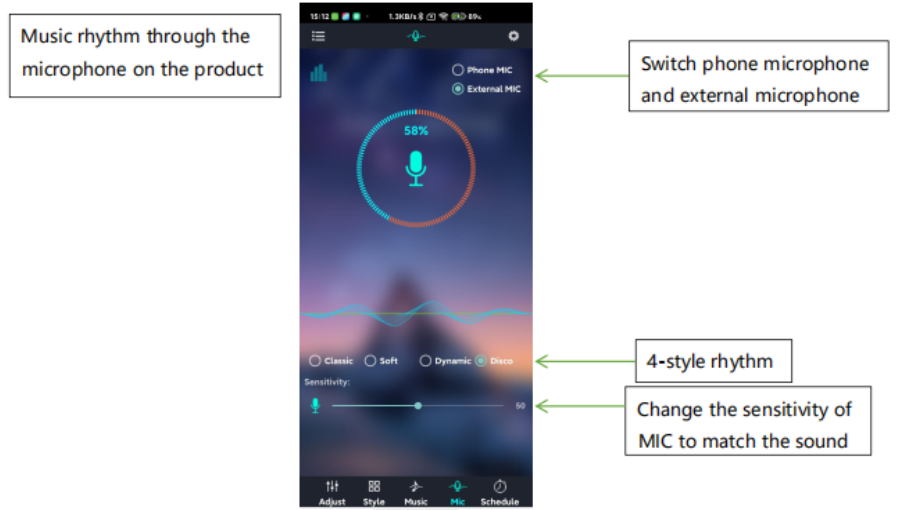 Music rhythm through the
microphone on the product
15:12 1.3KB/s 89%
Phone MIC
External MIC
Switch phone microphone
and external microphone
58%
Classic Soft Dynamic Disco
4-style rhythm
Sensitivity:
50
Change the sensitivity of
MIC to match the sound
Adjust Style Music Mic Schedule